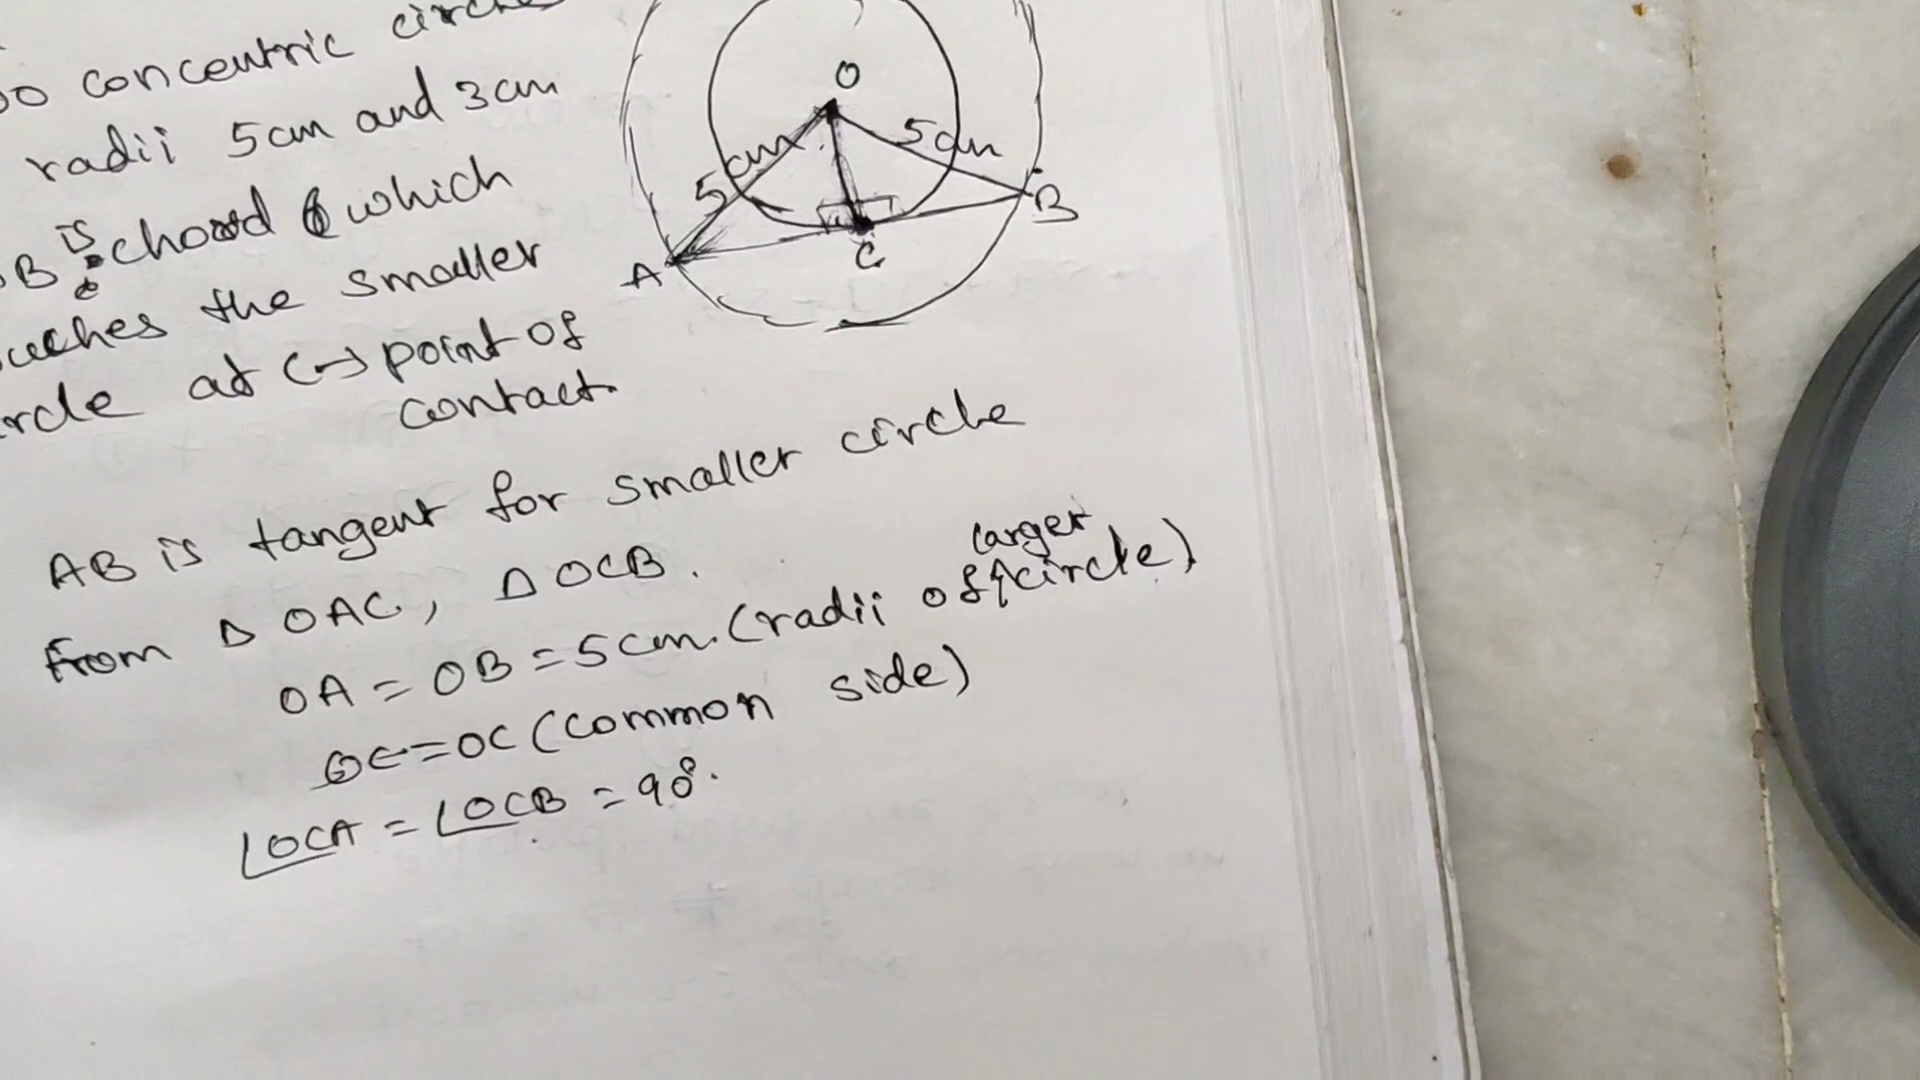 concentric circle
radii 5cm and 3cm
B is chord which
the smaller
at C → point of
contact.
O
5cm
5cm
A
B
C
AB is tangent for smaller circle
From △ OAC, △ OCB.
OA = OB = 5cm. (radii of larger circle)
OC = OC (common side)
∠OCA = ∠OCB = 90°.